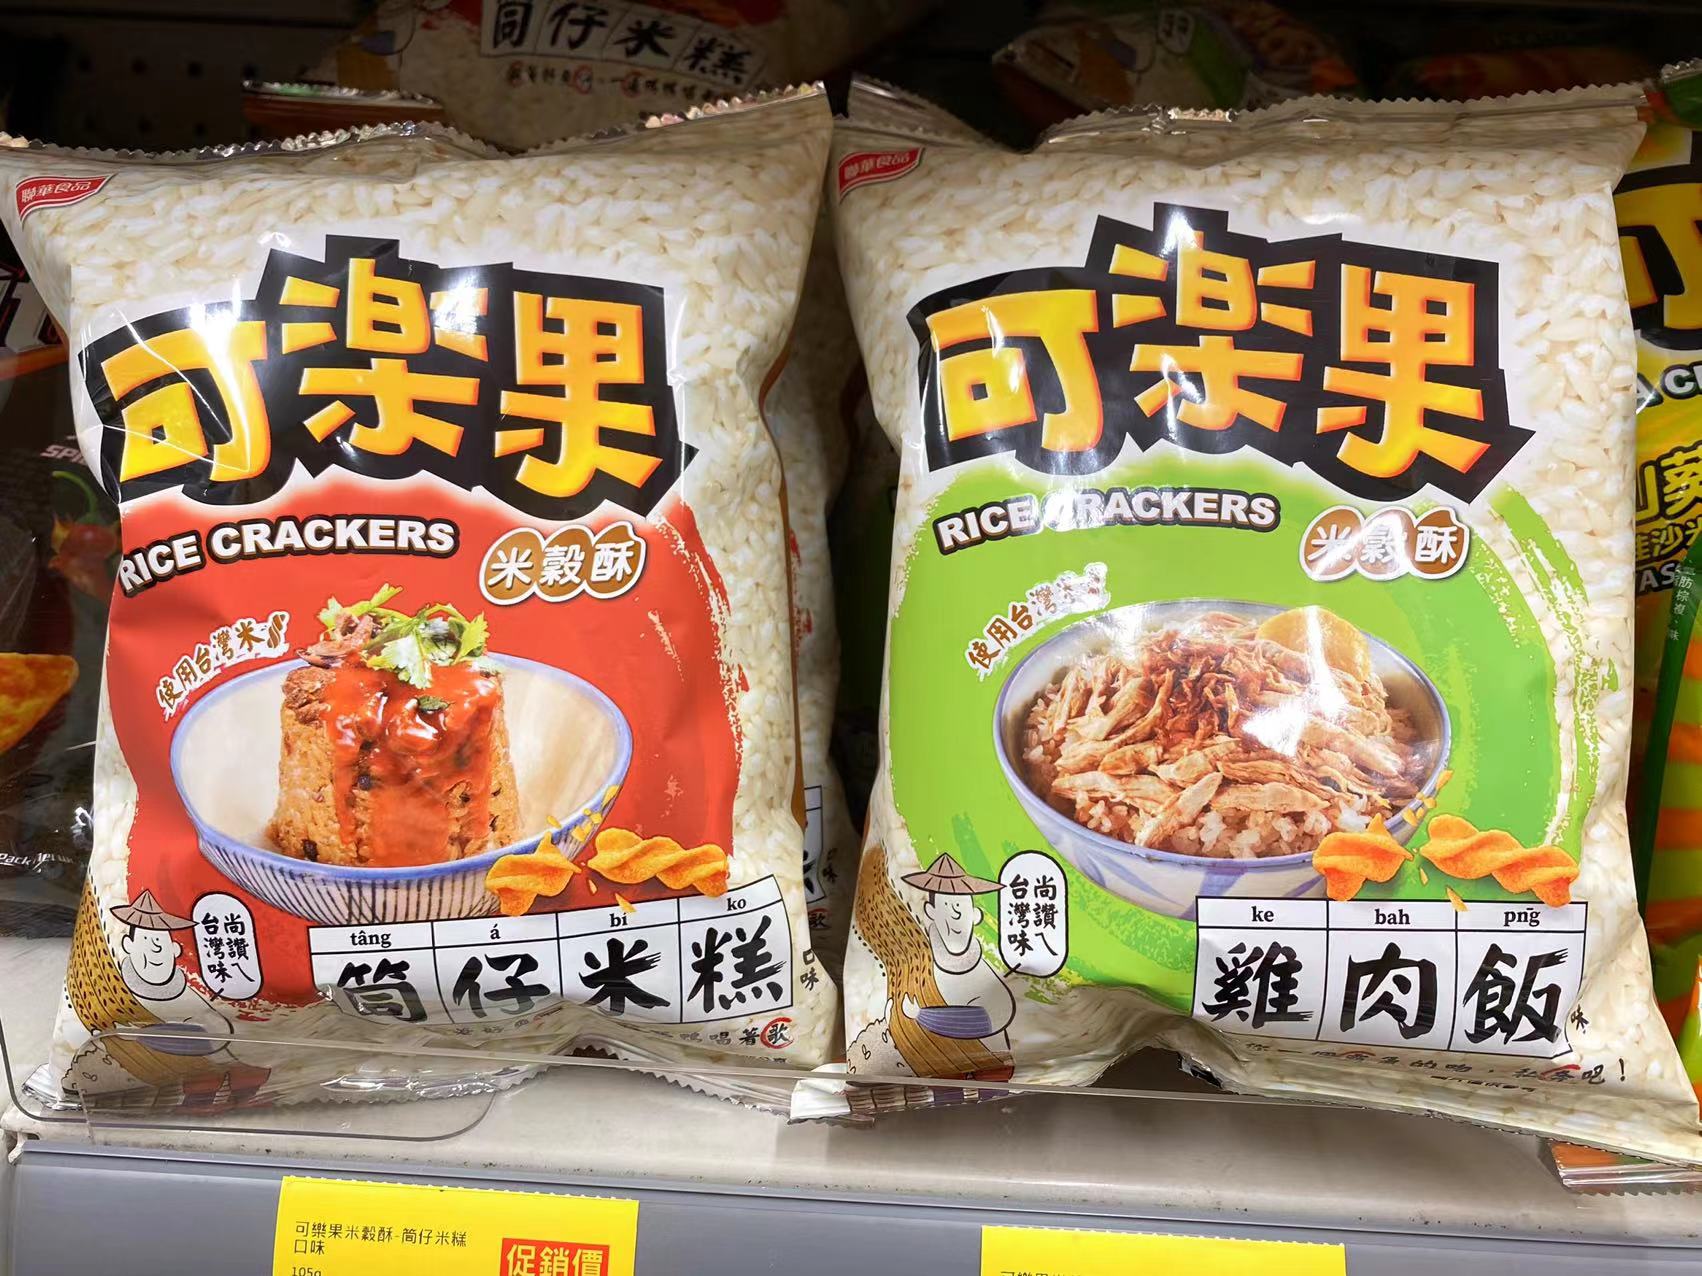 筒仔米糕
聯華食品
可樂果
RICE CRACKERS
米穀酥
使用台灣米
尚讚ㄟ
台灣味
tâng á bí ko
筒仔米糕
口味
聯華食品
可樂果
RICE CRACKERS
米穀酥
使用台灣米
尚讚ㄟ
台灣味
ke bah pn̄g
雞肉飯
味
可樂果米穀酥-筒仔米糕
口味
105g
促銷價